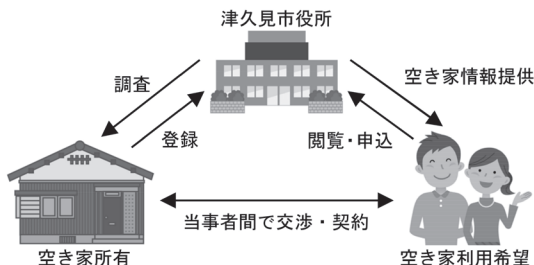 津久見市役所
調査
登録
空き家情報提供
閲覧・申込
当事者間で交渉・契約
空き家所有
空き家利用希望